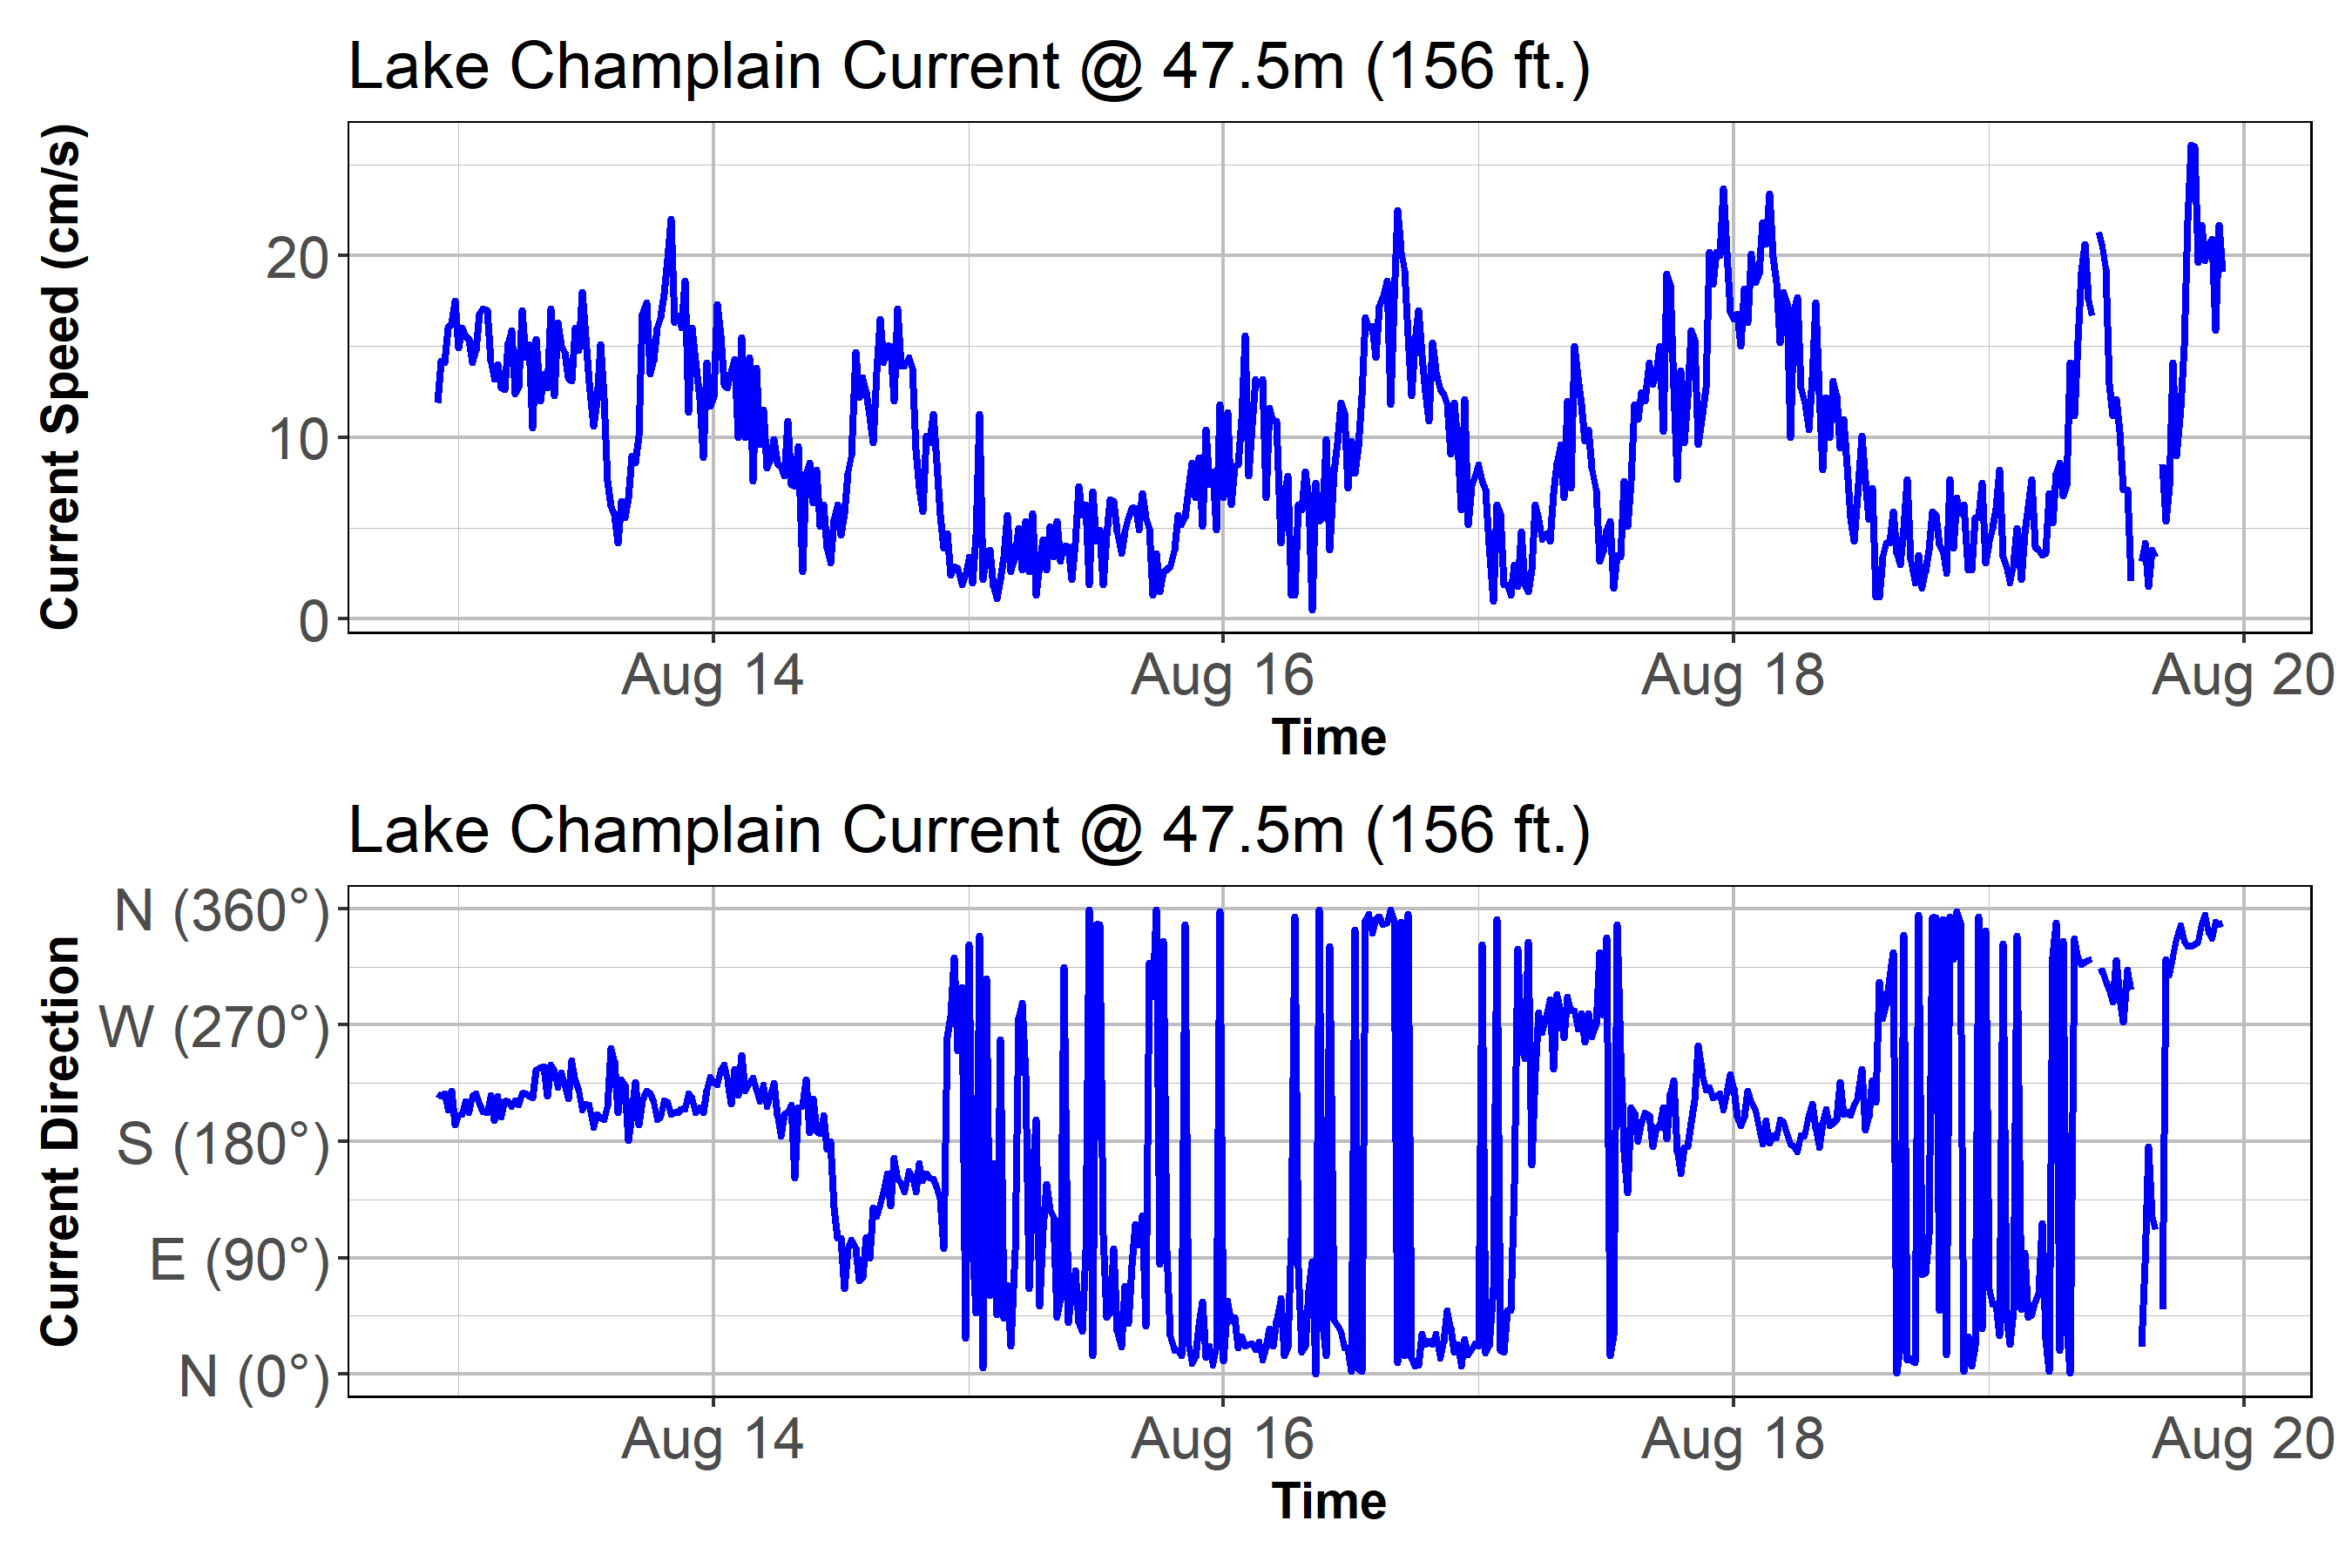 Lake Champlain Current @ 47.5m (156 ft.)
Current Speed (cm/s)
20
10
0
Aug 14 Aug 16 Aug 18 Aug 20
Time
Lake Champlain Current @ 47.5m (156 ft.)
Current Direction
N (360°)
W (270°)
S (180°)
E (90°)
N (0°)
Aug 14 Aug 16 Aug 18 Aug 20
Time